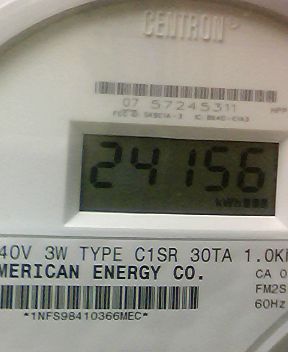 CENTRON®
07 57245311
24156
kWh
40V 3W TYPE C1SR 30TA 1.0K
MERICAN ENERGY CO.
CA 0
FM2S
60Hz
*1NFS98410366MEC*